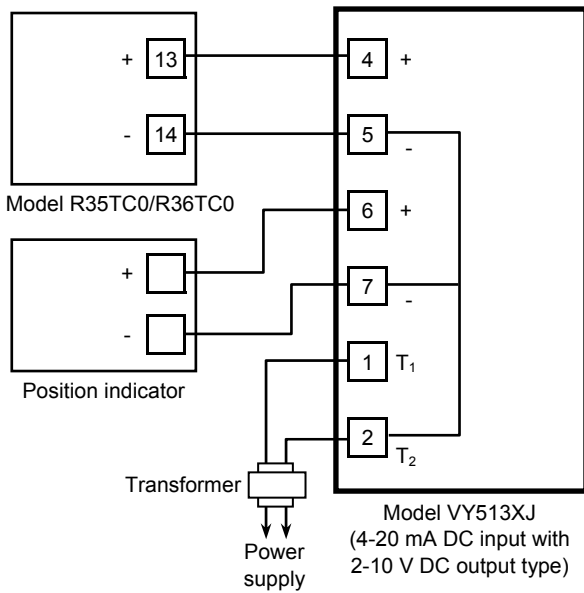 + 13 4 +
- 14 5 -
Model R35TC0/R36TC0
6 +
+
7 -
-
Position indicator
1 T₁
2 T₂
Transformer
Power
supply
Model VY513XJ
(4-20 mA DC input with
2-10 V DC output type)